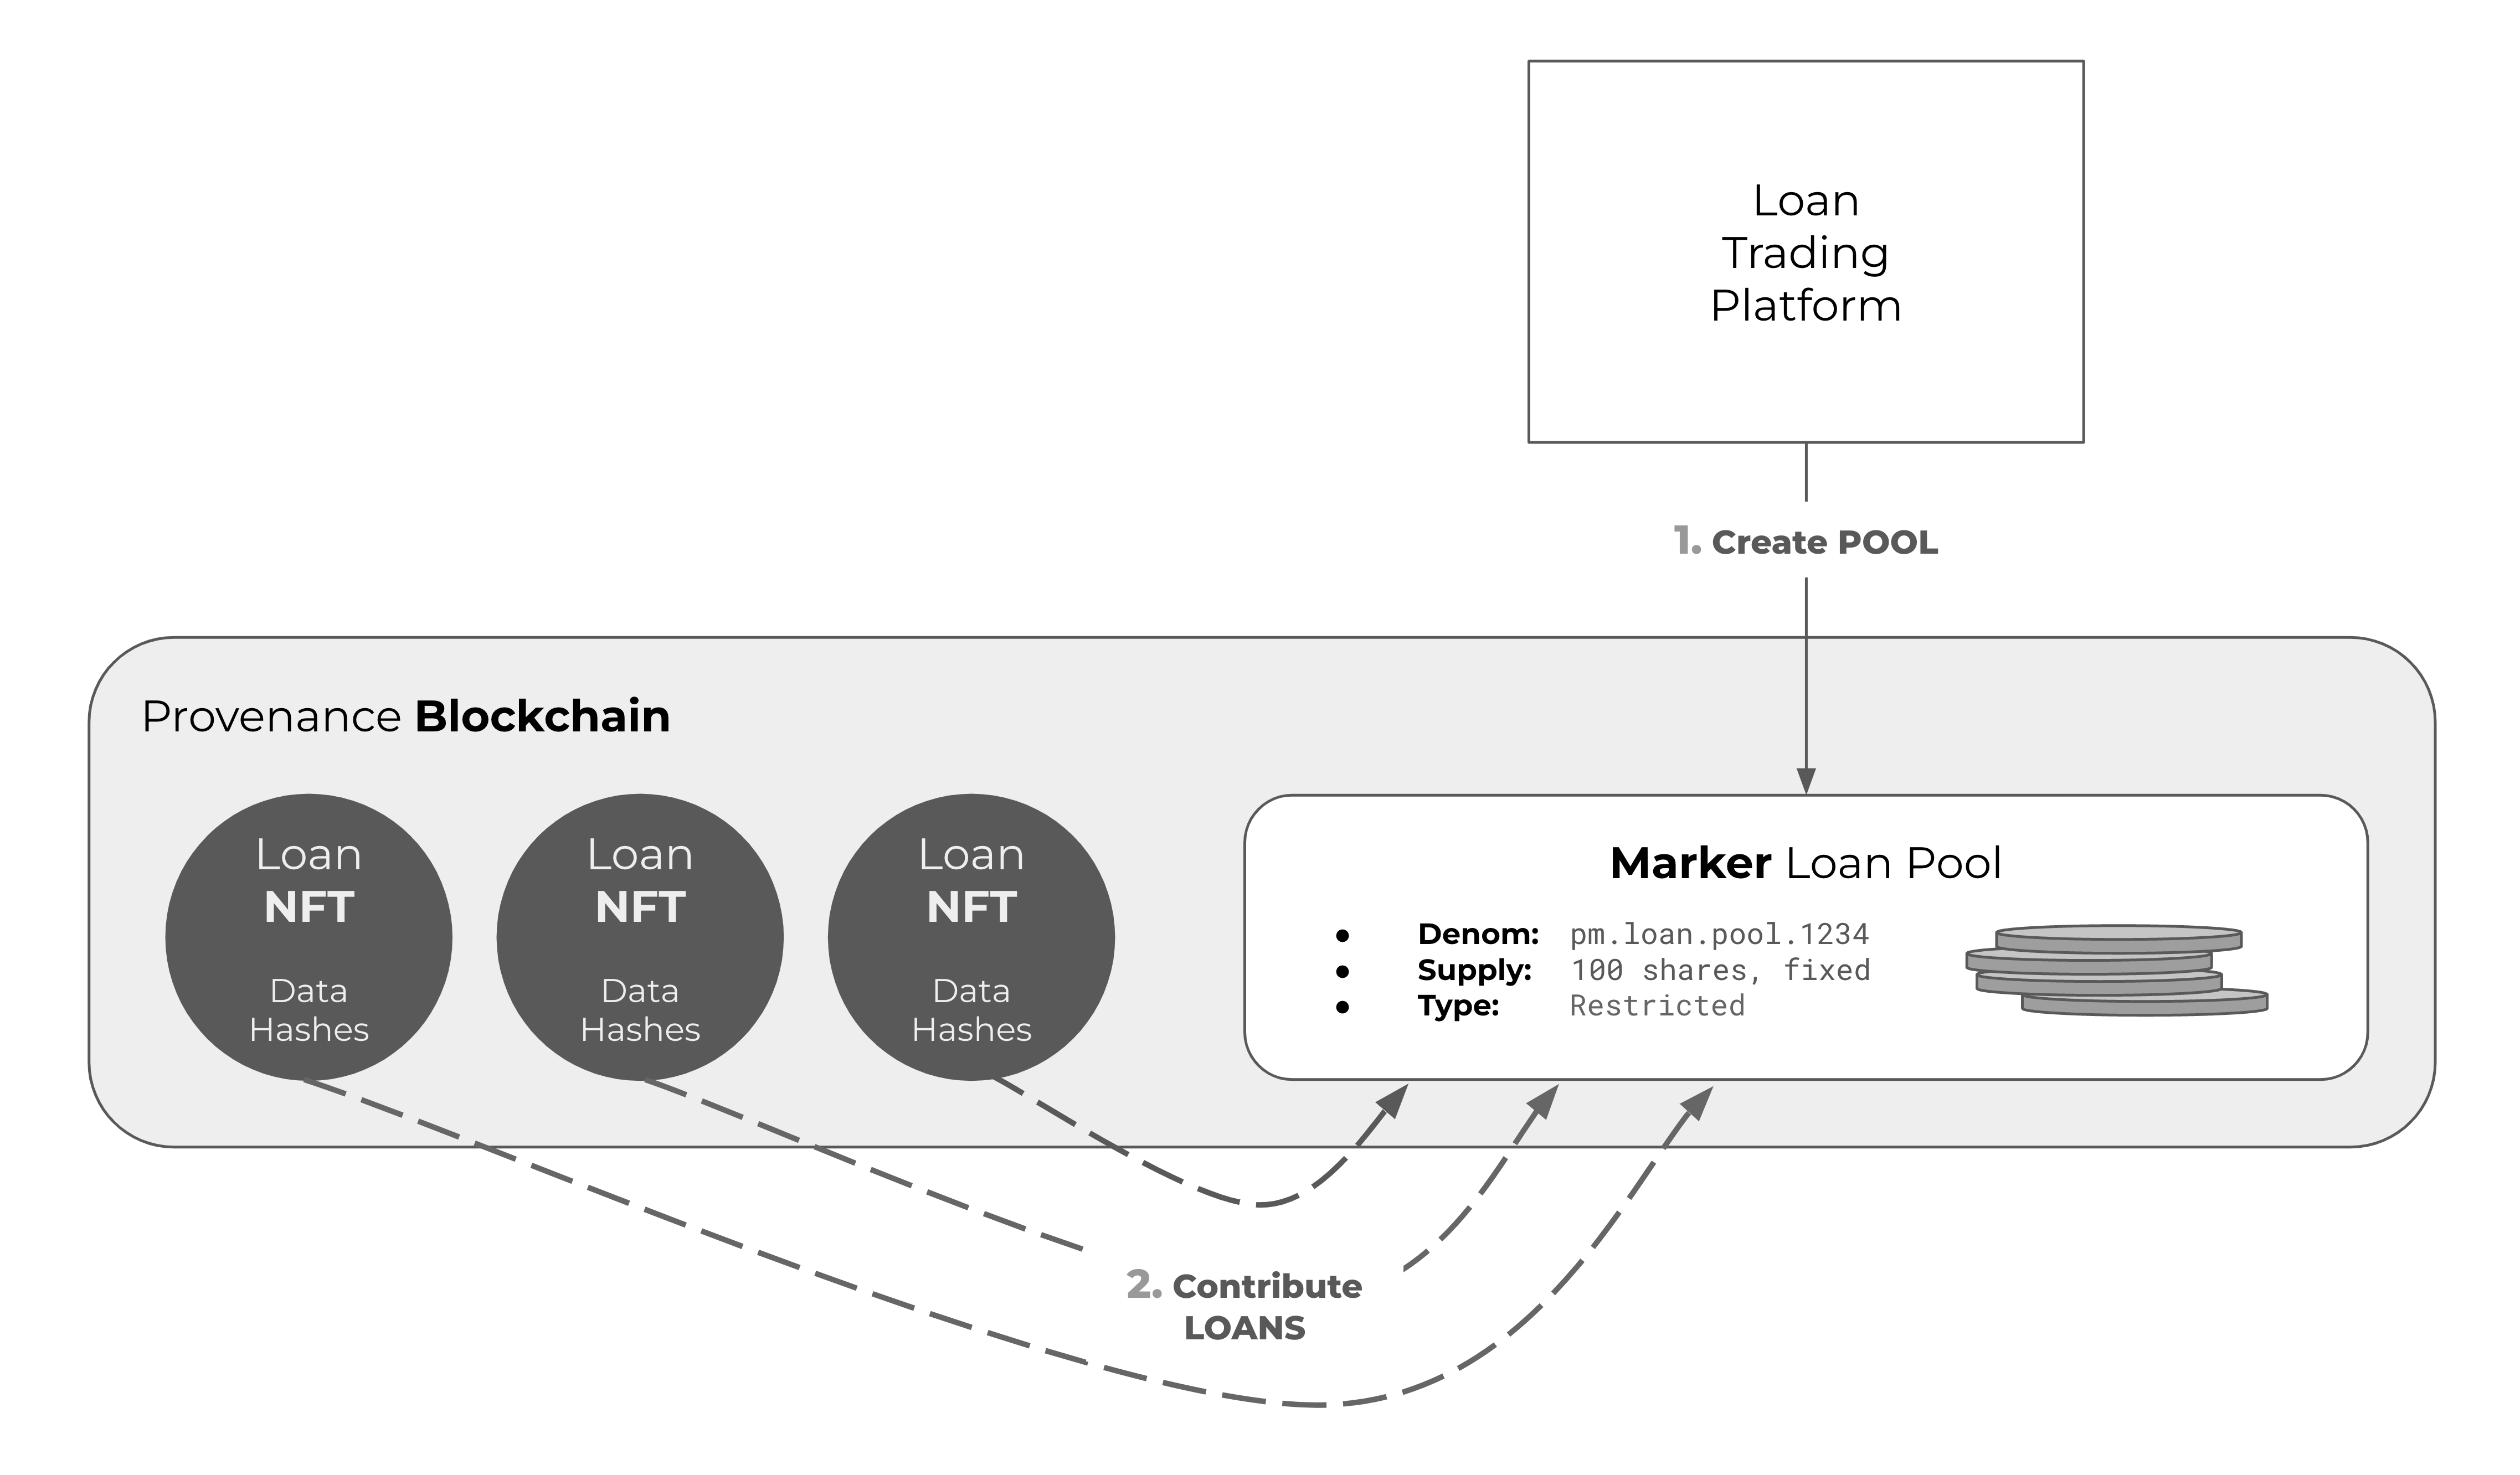 Loan
Trading
Platform
1. Create POOL
Provenance Blockchain
Loan
NFT
Data
Hashes
Loan
NFT
Data
Hashes
Loan
NFT
Data
Hashes
Marker Loan Pool
● Denom: pm.loan.pool.1234
● Supply: 100 shares, fixed
● Type: Restricted
2. Contribute
LOANS